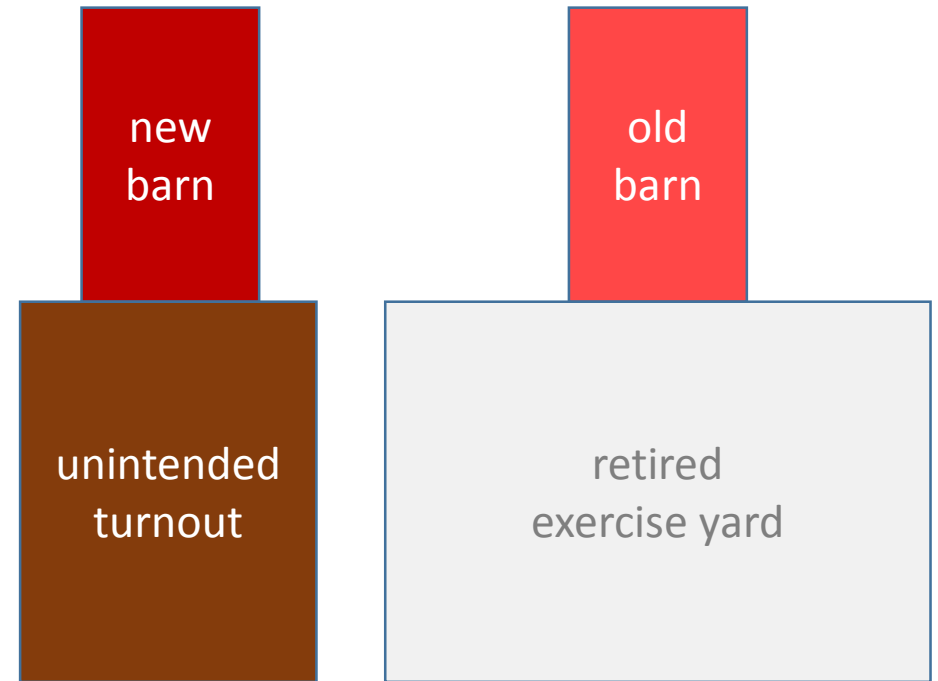 new
barn
old
barn
unintended
turnout
retired
exercise yard